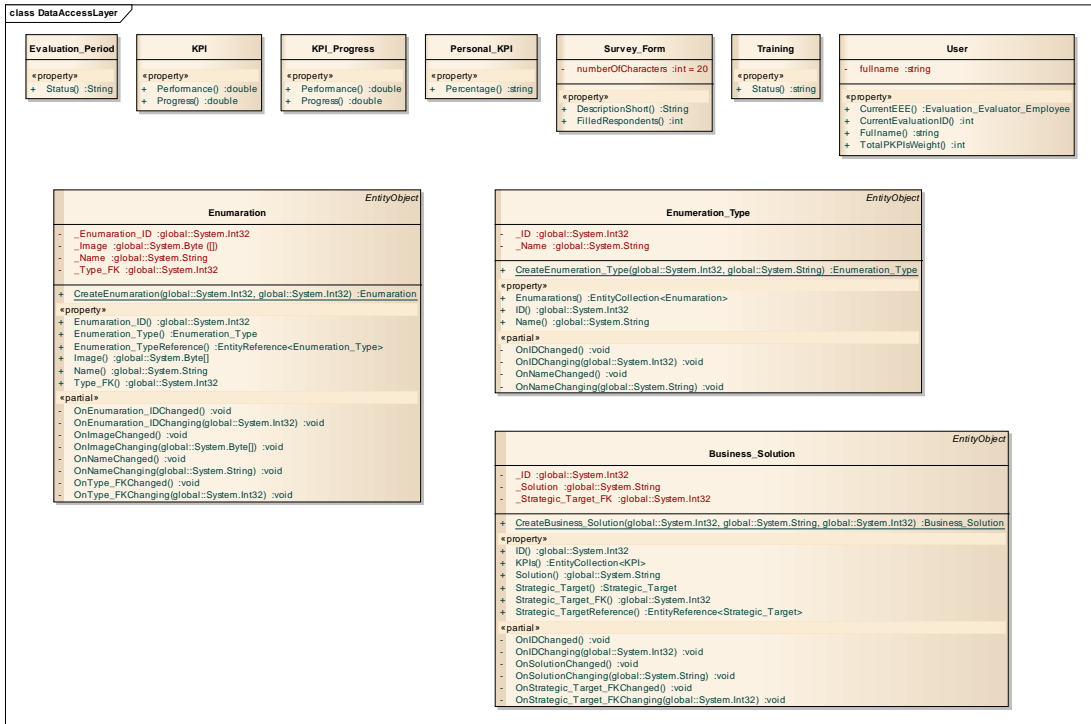 class DataAccessLayer
Evaluation_Period
«property»
+ Status() :String
KPI
«property»
+ Performance() :double
+ Progress() :double
KPI_Progress
«property»
+ Performance() :double
+ Progress() :double
Personal_KPI
«property»
+ Percentage() :string
Survey_Form
- numberOfCharacters :int = 20
«property»
+ DescriptionShort() :String
+ FilledRespondents() :int
Training
«property»
+ Status() :string
User
- fullname :string
«property»
+ CurrentEEE() :Evaluation_Evaluator_Employee
+ CurrentEvaluationID() :int
+ Fullname() :string
+ TotalPKPIsWeight() :int
EntityObject
Enumaration
- _Enumaration_ID :global::System.Int32
- _Image :global::System.Byte ([])
- _Name :global::System.String
- _Type_FK :global::System.Int32
+ CreateEnumaration(global::System.Int32, global::System.Int32) :Enumaration
«property»
+ Enumaration_ID() :global::System.Int32
+ Enumeration_Type() :Enumeration_Type
+ Enumeration_TypeReference() :EntityReference<Enumeration_Type>
+ Image() :global::System.Byte[]
+ Name() :global::System.String
+ Type_FK() :global::System.Int32
«partial»
- OnEnumaration_IDChanged() :void
- OnEnumaration_IDChanging(global::System.Int32) :void
- OnImageChanged() :void
- OnImageChanging(global::System.Byte[]) :void
- OnNameChanged() :void
- OnNameChanging(global::System.String) :void
- OnType_FKChanged() :void
- OnType_FKChanging(global::System.Int32) :void
EntityObject
Enumeration_Type
- _ID :global::System.Int32
- _Name :global::System.String
+ CreateEnumeration_Type(global::System.Int32, global::System.String) :Enumeration_Type
«property»
+ Enumarations() :EntityCollection<Enumaration>
+ ID() :global::System.Int32
+ Name() :global::System.String
«partial»
- OnIDChanged() :void
- OnIDChanging(global::System.Int32) :void
- OnNameChanged() :void
- OnNameChanging(global::System.String) :void
EntityObject
Business_Solution
- _ID :global::System.Int32
- _Solution :global::System.String
- _Strategic_Target_FK :global::System.Int32
+ CreateBusiness_Solution(global::System.Int32, global::System.String, global::System.Int32) :Business_Solution
«property»
+ ID() :global::System.Int32
+ KPIs() :EntityCollection<KPI>
+ Solution() :global::System.String
+ Strategic_Target() :Strategic_Target
+ Strategic_Target_FK() :global::System.Int32
+ Strategic_TargetReference() :EntityReference<Strategic_Target>
«partial»
- OnIDChanged() :void
- OnIDChanging(global::System.Int32) :void
- OnSolutionChanged() :void
- OnSolutionChanging(global::System.String) :void
- OnStrategic_Target_FKChanged() :void
- OnStrategic_Target_FKChanging(global::System.Int32) :void